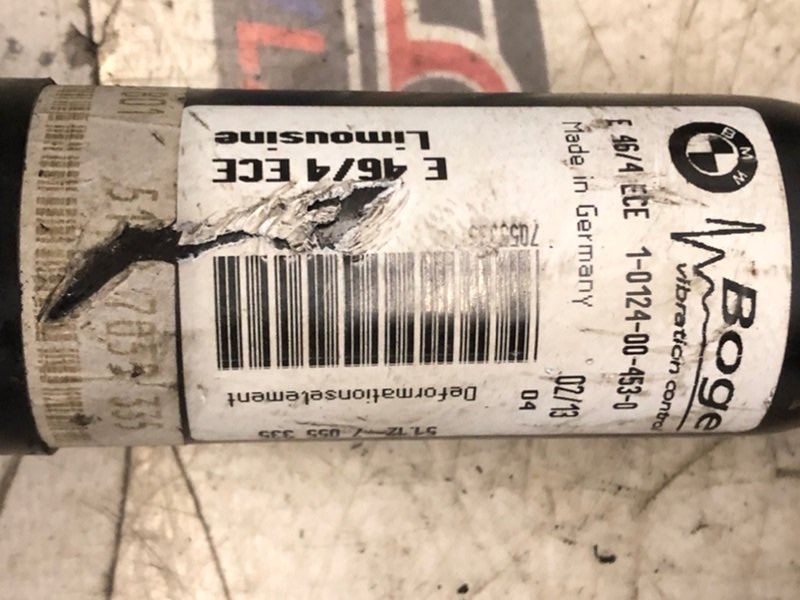 BMW
Boge
vibration control
E 46/4 ECE 1-0124-00-453-0
Made in Germany 02/13
04
E 46/4 ECE
Limousine
7055335
Deformationselement
51.12-7 055 335